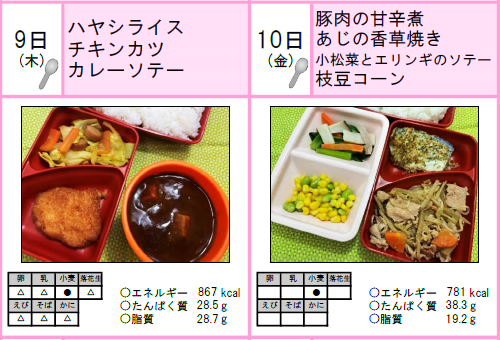 9日
(木)
ハヤシライス
チキンカツ
カレーソテー
卵 乳 小麦 落花生
△ △ ● △
えび そば かに
△ △ △
○エネルギー 867 kcal
○たんぱく質 28.5 g
○脂質 28.7 g
10日
(金)
豚肉の甘辛煮
あじの香草焼き
小松菜とエリンギのソテー
枝豆コーン
卵 乳 小麦 落花生
●
えび そば かに
○エネルギー 781 kcal
○たんぱく質 38.3 g
○脂質 19.2 g